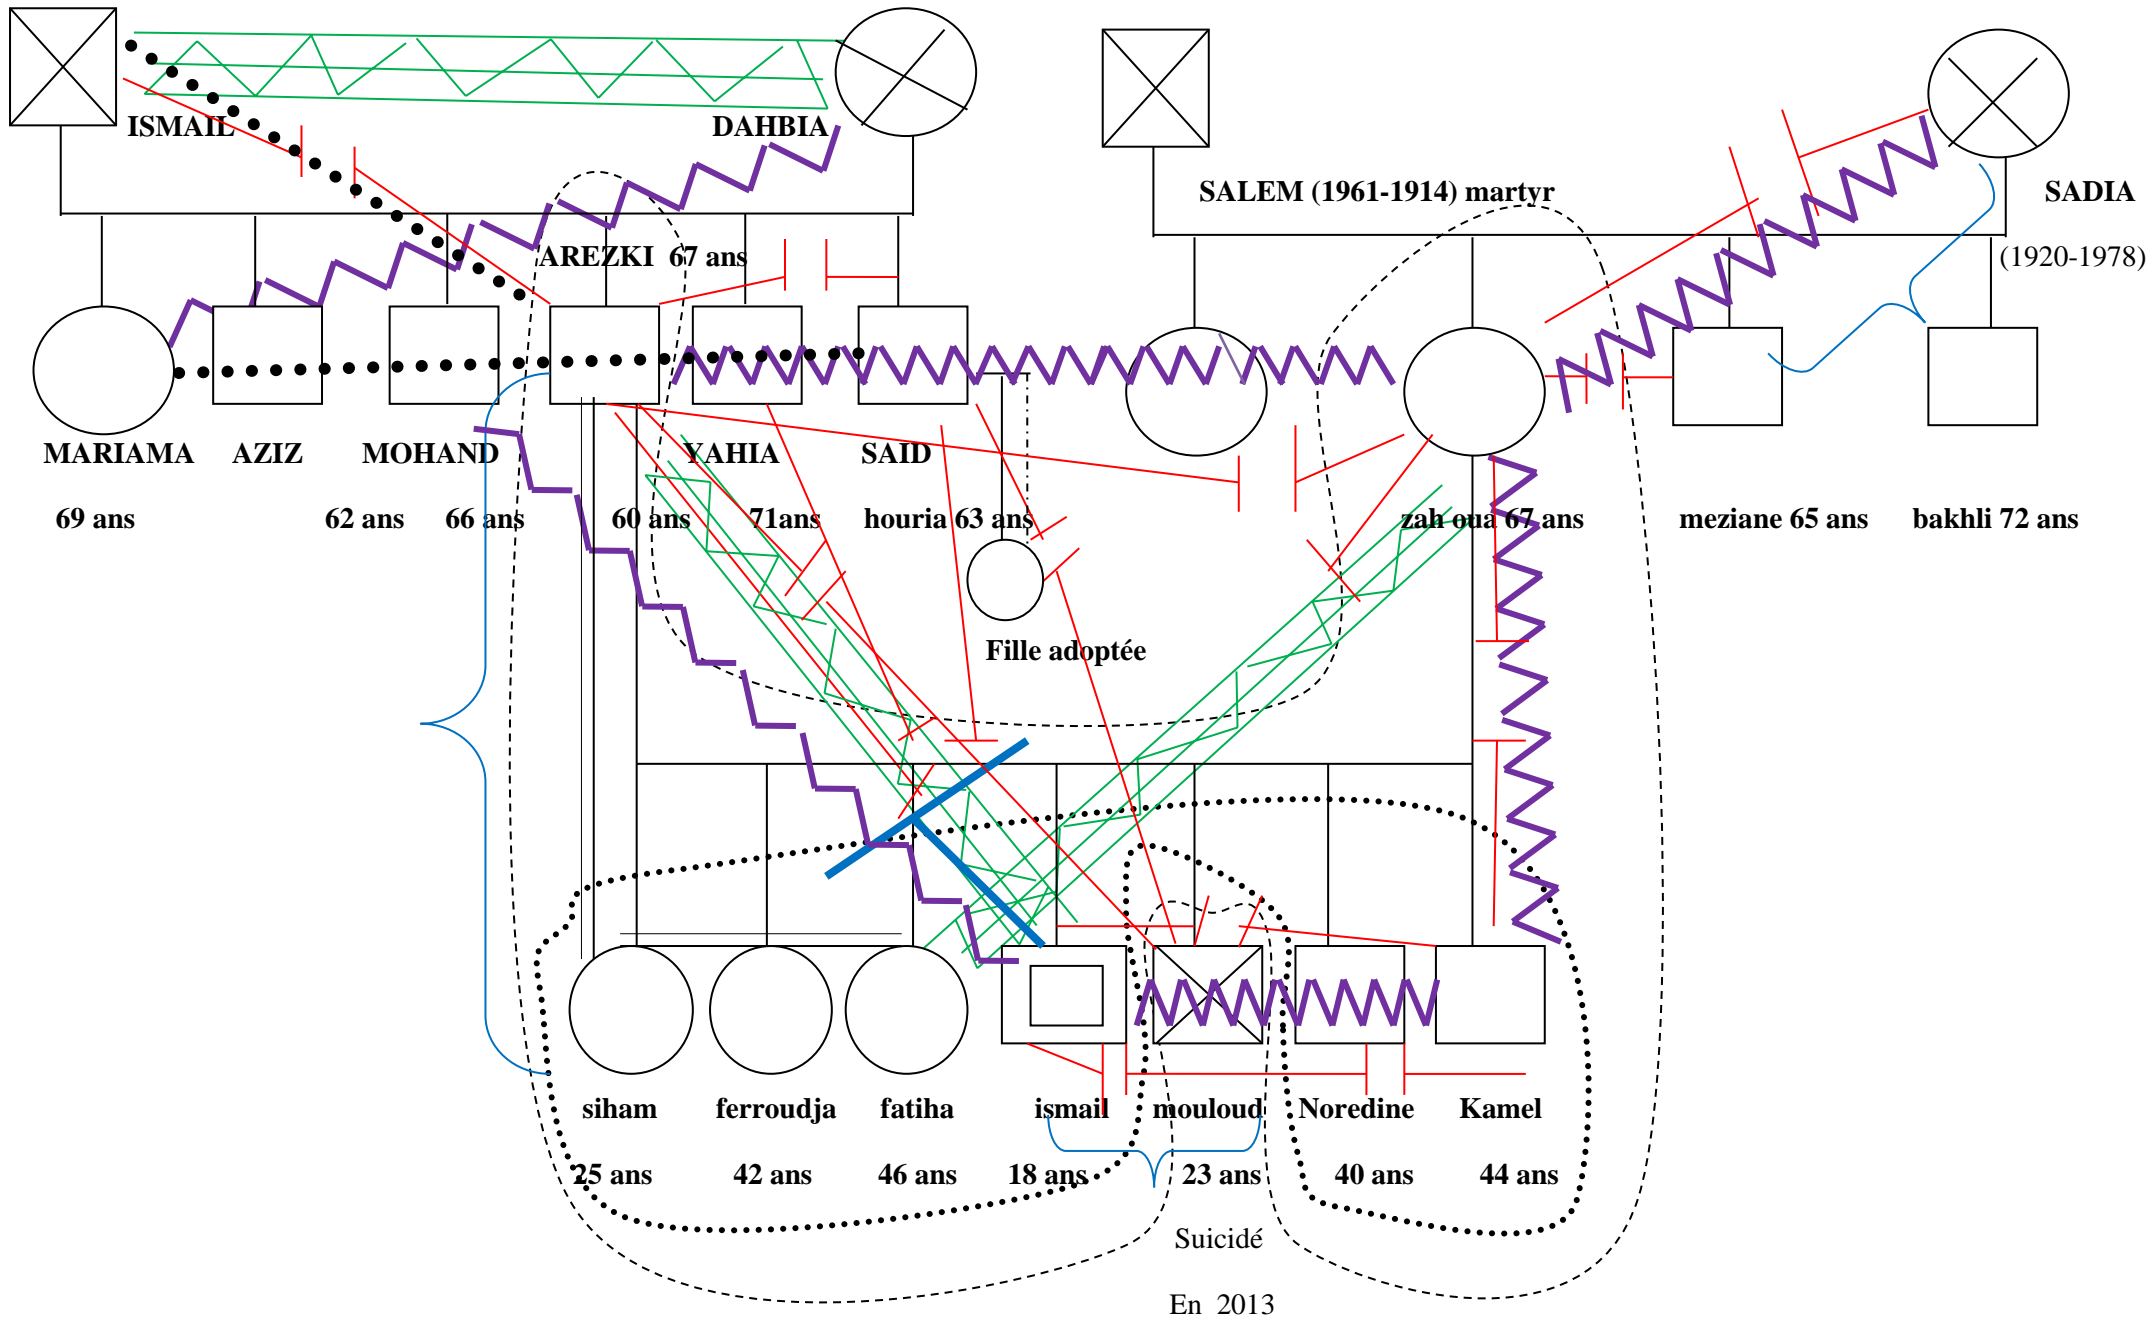 ISMAIL DAHBIA
SALEM (1961-1914) martyr SADIA
AREZKI 67 ans (1920-1978)
MARIAMA AZIZ MOHAND YAHIA SAID
69 ans 62 ans 66 ans 60 ans 71ans houria 63 ans zah oua 67 ans meziane 65 ans bakhli 72 ans
Fille adoptée
siham ferroudja fatiha ismail mouloud Noredine Kamel
25 ans 42 ans 46 ans 18 ans 23 ans 40 ans 44 ans
Suicidé
En 2013